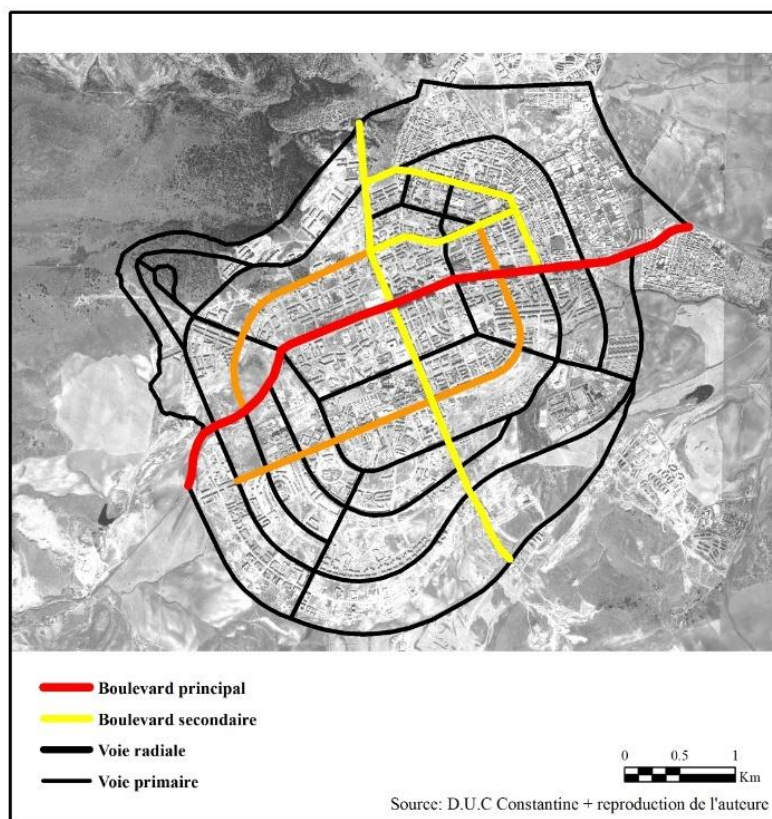 Boulevard principal
Boulevard secondaire
Voie radiale
Voie primaire
0 0.5 1
Km
Source: D.U.C Constantine + reproduction de l'auteure